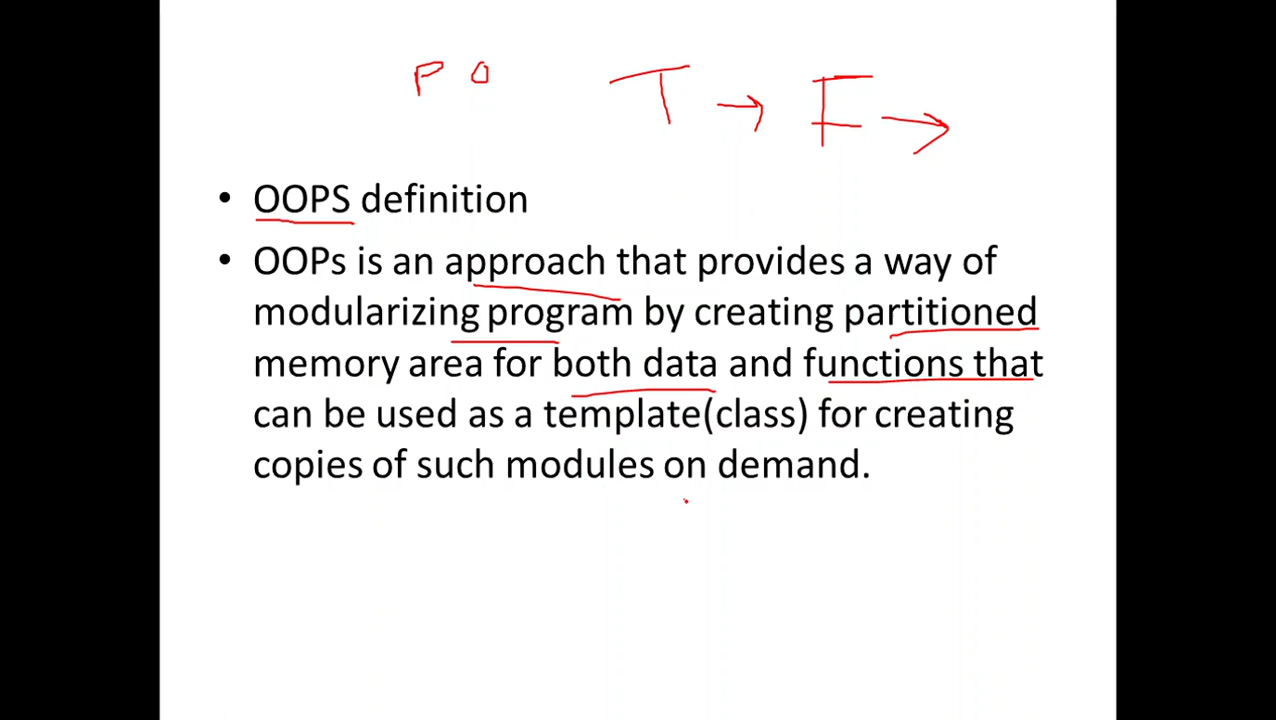 P O T → F →
• OOPS definition
• OOPs is an approach that provides a way of
modularizing program by creating partitioned
memory area for both data and functions that
can be used as a template(class) for creating
copies of such modules on demand.